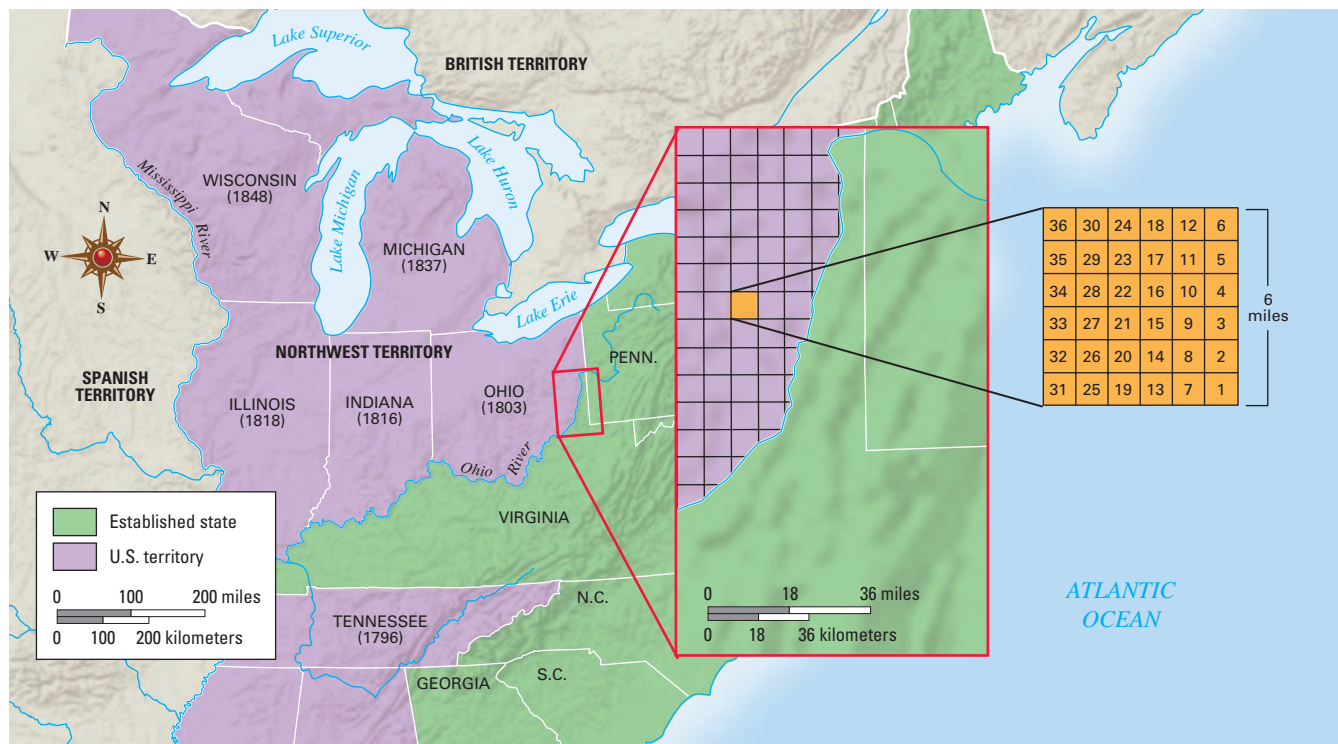 Lake Superior
BRITISH TERRITORY
Mississippi River
WISCONSIN
(1848)
Lake Michigan
Lake Huron
MICHIGAN
(1837)
N
W
E
S
Lake Erie
NORTHWEST TERRITORY
SPANISH
TERRITORY
ILLINOIS
(1818)
INDIANA
(1816)
OHIO
(1803)
PENN.
Ohio River
VIRGINIA
TENNESSEE
(1796)
N.C.
S.C.
GEORGIA
Established state
U.S. territory
0 100 200 miles
0 100 200 kilometers
0 18 36 miles
0 18 36 kilometers
36 30 24 18 12 6
35 29 23 17 11 5
34 28 22 16 10 4
33 27 21 15 9 3
32 26 20 14 8 2
31 25 19 13 7 1
6
miles
ATLANTIC
OCEAN